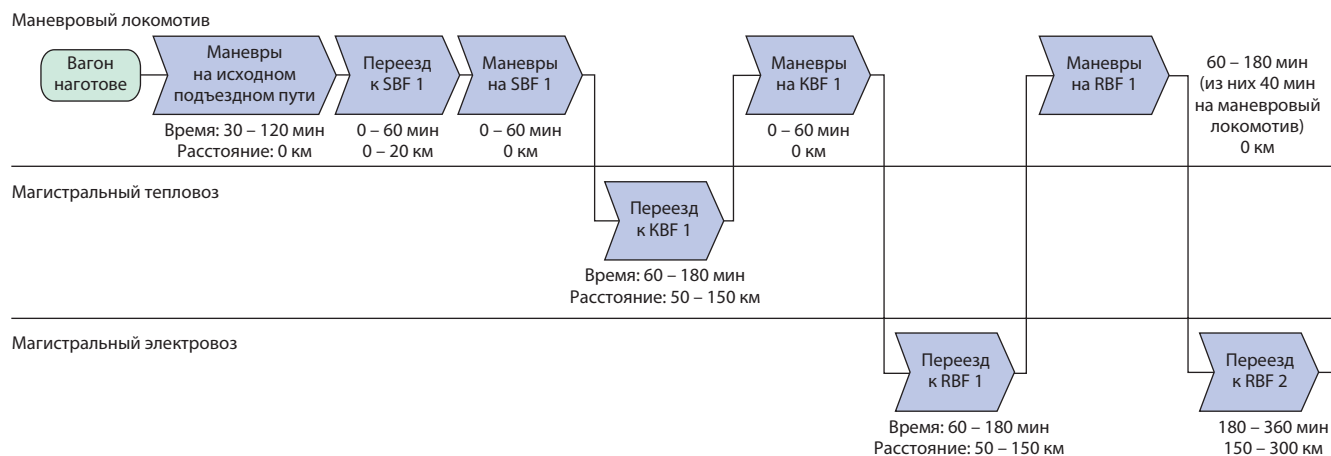 Маневровый локомотив
Вагон
наготове
Маневры
на исходном
подъездном пути
Время: 30 – 120 мин
Расстояние: 0 км
Переезд
к SBF 1
0 – 60 мин
0 – 20 км
Маневры
на SBF 1
0 – 60 мин
0 км
Маневры
на KBF 1
0 – 60 мин
0 км
Маневры
на RBF 1
60 – 180 мин
(из них 40 мин
на маневровый
локомотив)
0 км
Магистральный тепловоз
Переезд
к KBF 1
Время: 60 – 180 мин
Расстояние: 50 – 150 км
Магистральный электровоз
Переезд
к RBF 1
Время: 60 – 180 мин
Расстояние: 50 – 150 км
Переезд
к RBF 2
180 – 360 мин
150 – 300 км